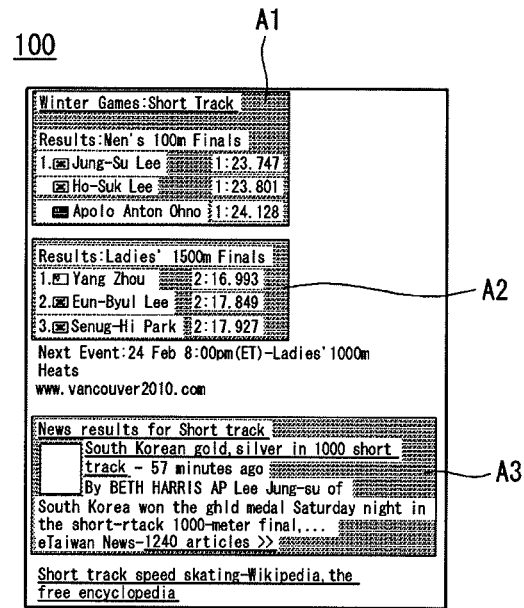 100
A1
Winter Games:Short Track
Results:Nen's 100m Finals
1. Jung-Su Lee 1:23.747
Ho-Suk Lee 1:23.801
Apolo Anton Ohno 1:24.128
A2
Results:Ladies' 1500m Finals
1. Yang Zhou 2:16.993
2. Eun-Byul Lee 2:17.849
3. Senug-Hi Park 2:17.927
Next Event:24 Feb 8:00pm(ET)-Ladies'1000m
Heats
www.vancouver2010.com
A3
News results for Short track
South Korean gold,silver in 1000 short
track - 57 minutes ago
By BETH HARRIS AP Lee Jung-su of
South Korea won the ghld medal Saturday night in
the short-rtack 1000-meter final,...
eTaiwan News-1240 articles >>
Short track speed skating-Wikipedia,the
free encyclopedia